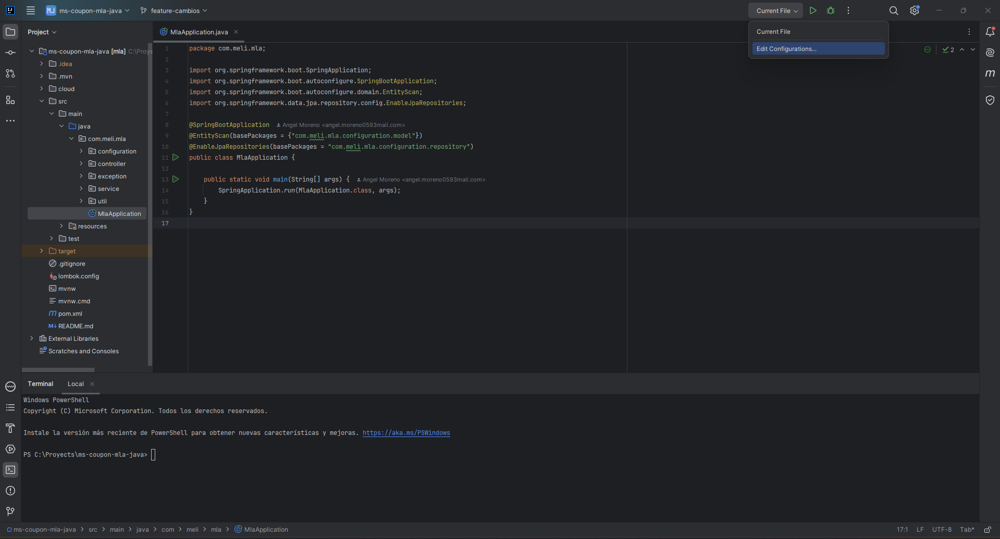 MJ ms-coupon-mla-java feature-cambios Current File
Project
MlaApplication.java
Current File
Edit Configurations...
2
ms-coupon-mla-java [mla] C:\Proye
.idea
.mvn
cloud
src
main
java
com.meli.mla
configuration
controller
exception
service
util
MlaApplication
resources
test
target
.gitignore
lombok.config
mvnw
mvnw.cmd
m pom.xml
M↓ README.md
External Libraries
Scratches and Consoles
1 package com.meli.mla;
2
3 import org.springframework.boot.SpringApplication;
4 import org.springframework.boot.autoconfigure.SpringBootApplication;
5 import org.springframework.boot.autoconfigure.domain.EntityScan;
6 import org.springframework.data.jpa.repository.config.EnableJpaRepositories;
7
8 @SpringBootApplication Angel Moreno <angel.moreno0593mail.com>
9 @EntityScan(basePackages = {"com.meli.mla.configuration.model"})
10 @EnableJpaRepositories(basePackages = "com.meli.mla.configuration.repository")
11 public class MlaApplication {
12
13 public static void main(String[] args) { Angel Moreno <angel.moreno0593mail.com>
14 SpringApplication.run(MlaApplication.class, args);
15 }
16 }
17
m
Terminal Local
Windows PowerShell
Copyright (C) Microsoft Corporation. Todos los derechos reservados.
Instale la versión más reciente de PowerShell para obtener nuevas características y mejoras. https://aka.ms/PSWindows
PS C:\Proyects\ms-coupon-mla-java>
ms-coupon-mla-java > src > main > java > com > meli > mla > MlaApplication 17:1 LF UTF-8 Tab*